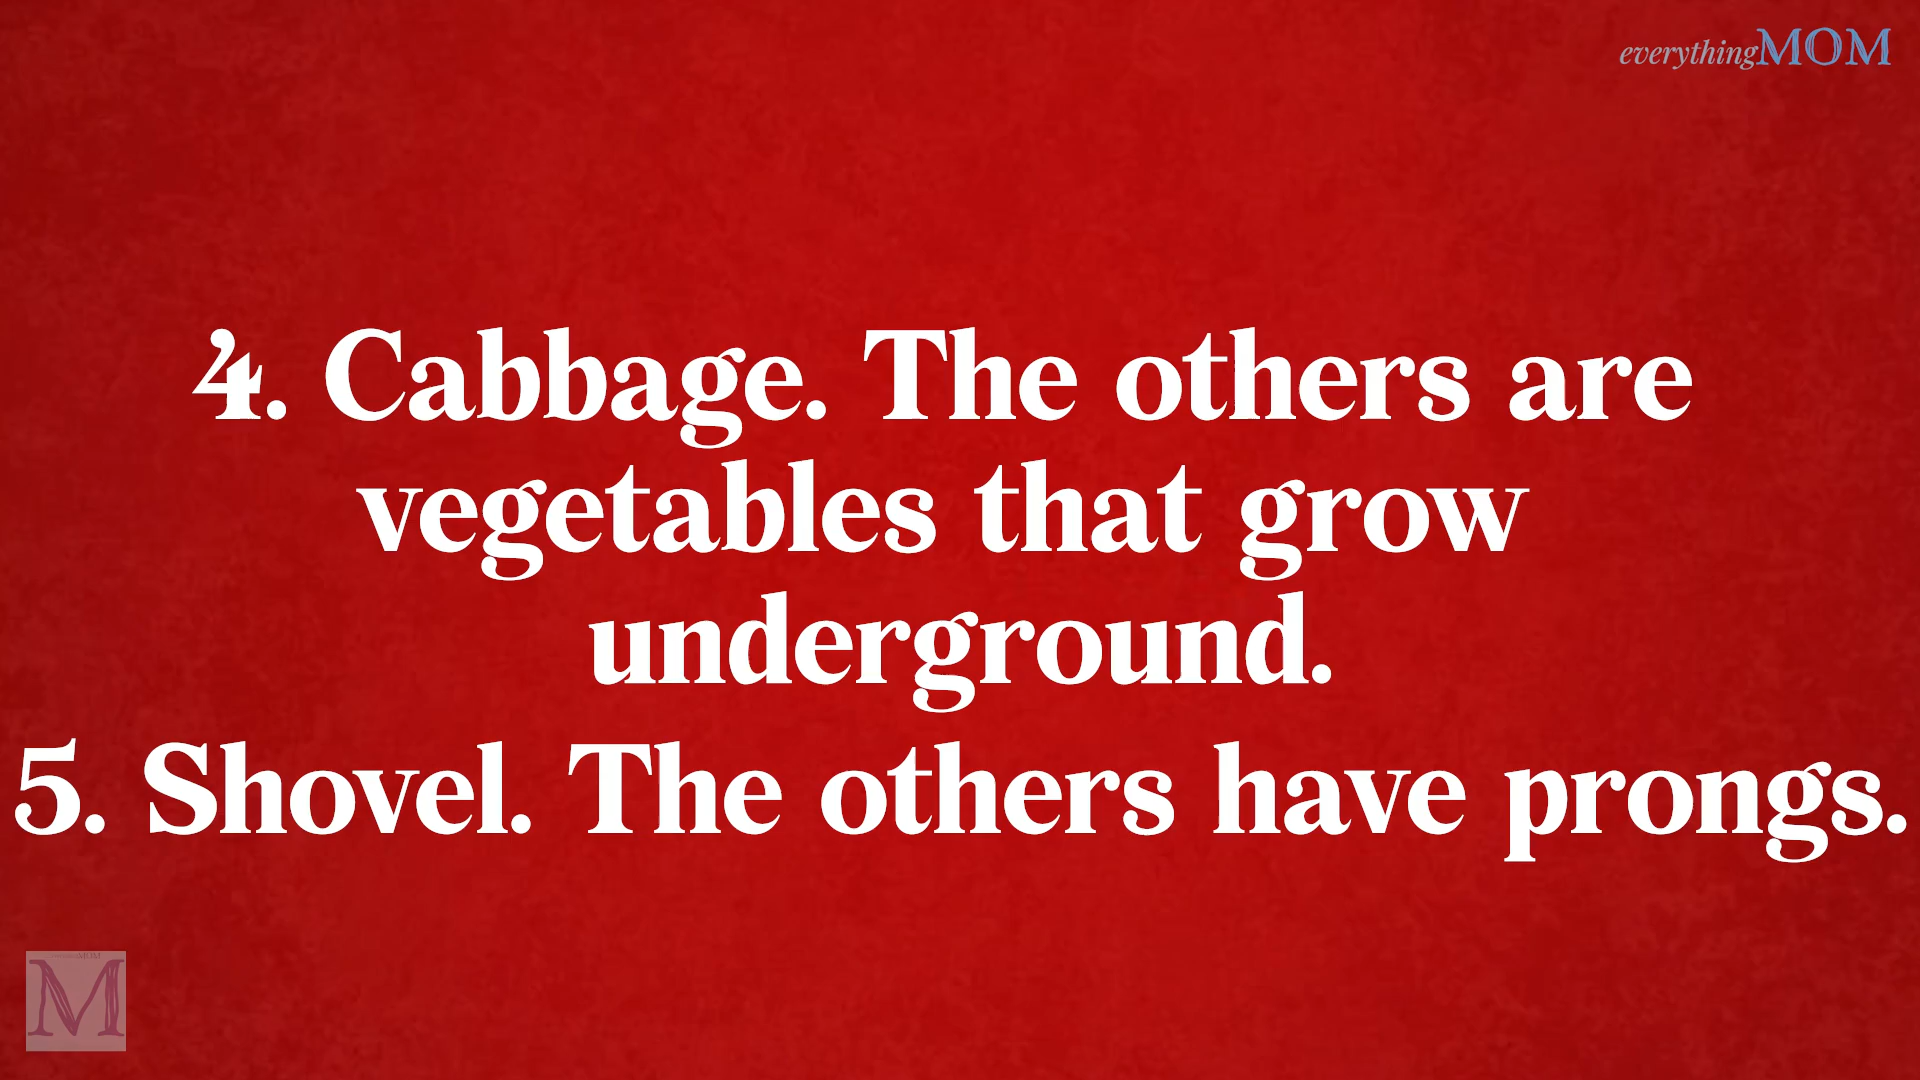 everythingMOM
4. Cabbage. The others are
vegetables that grow
underground.
5. Shovel. The others have prongs.
M